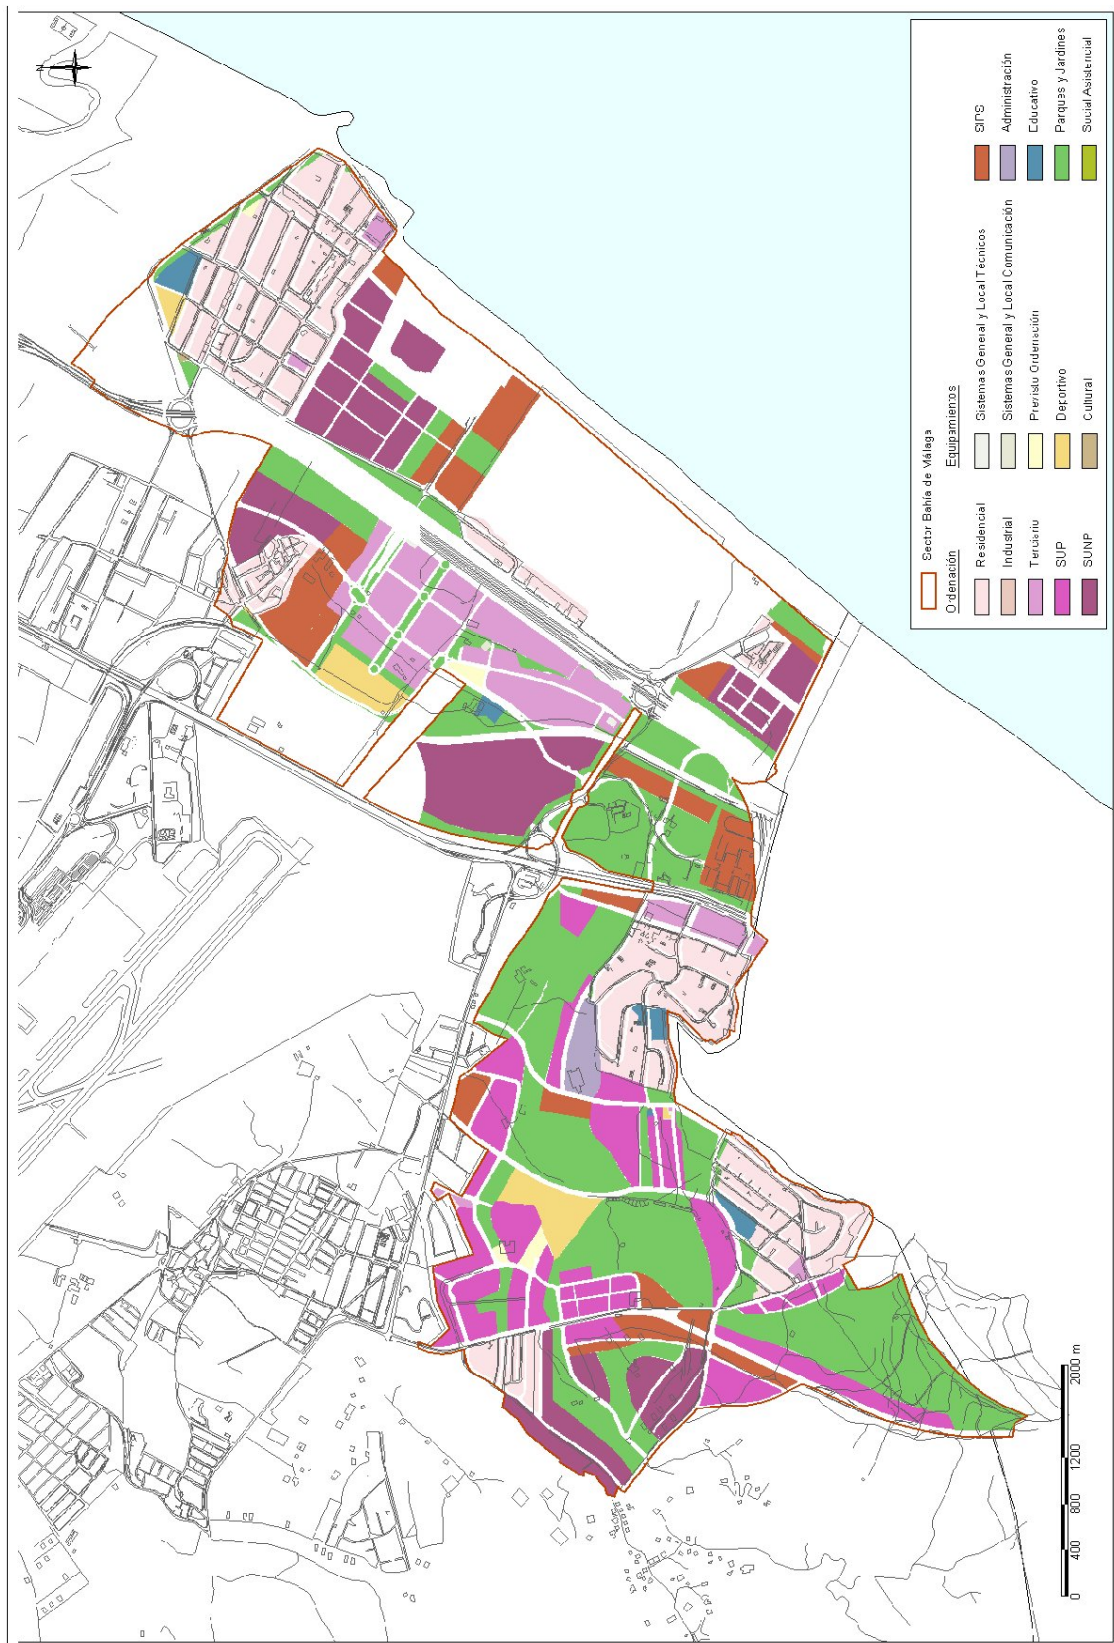 Sector Bahía de Málaga
Ordenación
Residencial
Industrial
Terciario
SUP
SUNP
Equipamientos
Sistemas General y Local Técnicos
Sistemas General y Local Comunicación
Previsto Ordenación
Deportivo
Cultural
SIPS
Administración
Educativo
Parques y Jardines
Social Asistencial
0 400 800 1200 2000 m